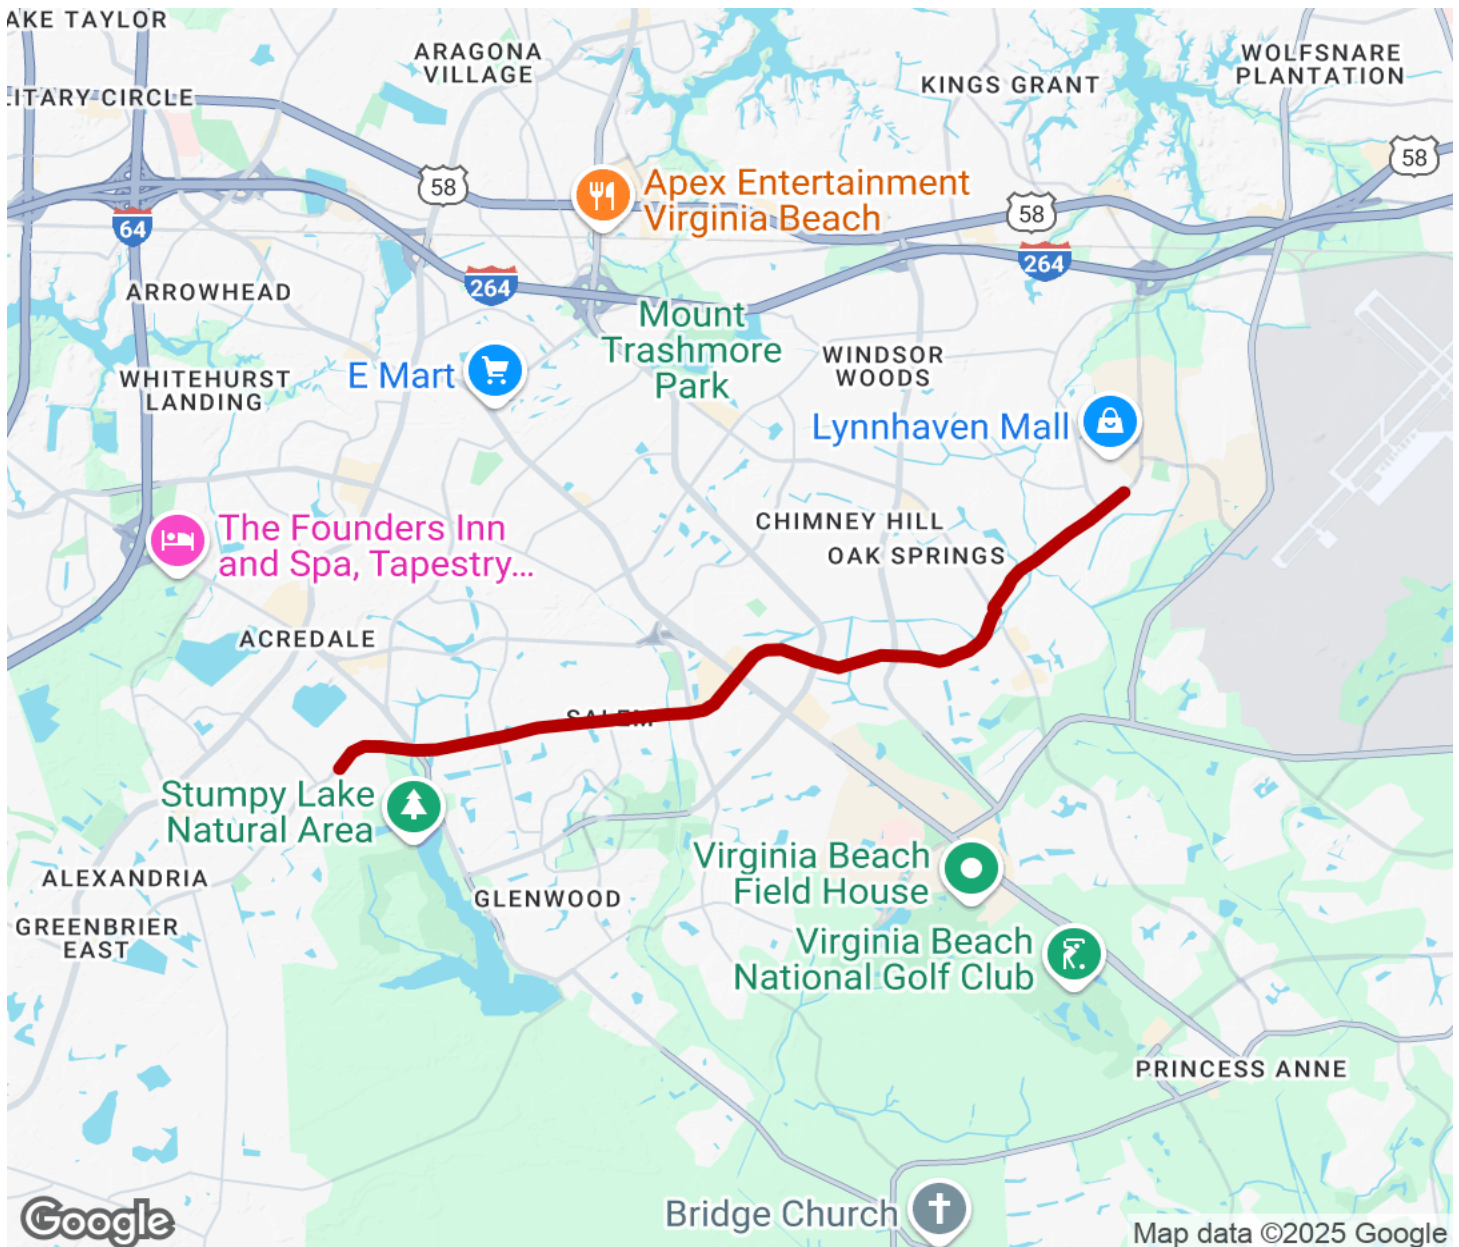 AKE TAYLOR
ARAGONA
VILLAGE
WOLFSNARE
PLANTATION
KINGS GRANT
LITARY CIRCLE
58
58
58
Apex Entertainment
Virginia Beach
64
264
264
ARROWHEAD
Mount
Trashmore
Park
WINDSOR
WOODS
E Mart
WHITEHURST
LANDING
Lynnhaven Mall
The Founders Inn
and Spa, Tapestry...
CHIMNEY HILL
OAK SPRINGS
ACREDALE
SALEM
Stumpy Lake
Natural Area
ALEXANDRIA
GREENBRIER
EAST
GLENWOOD
Virginia Beach
Field House
Virginia Beach
National Golf Club
PRINCESS ANNE
Bridge Church
Google
Map data ©2025 Google